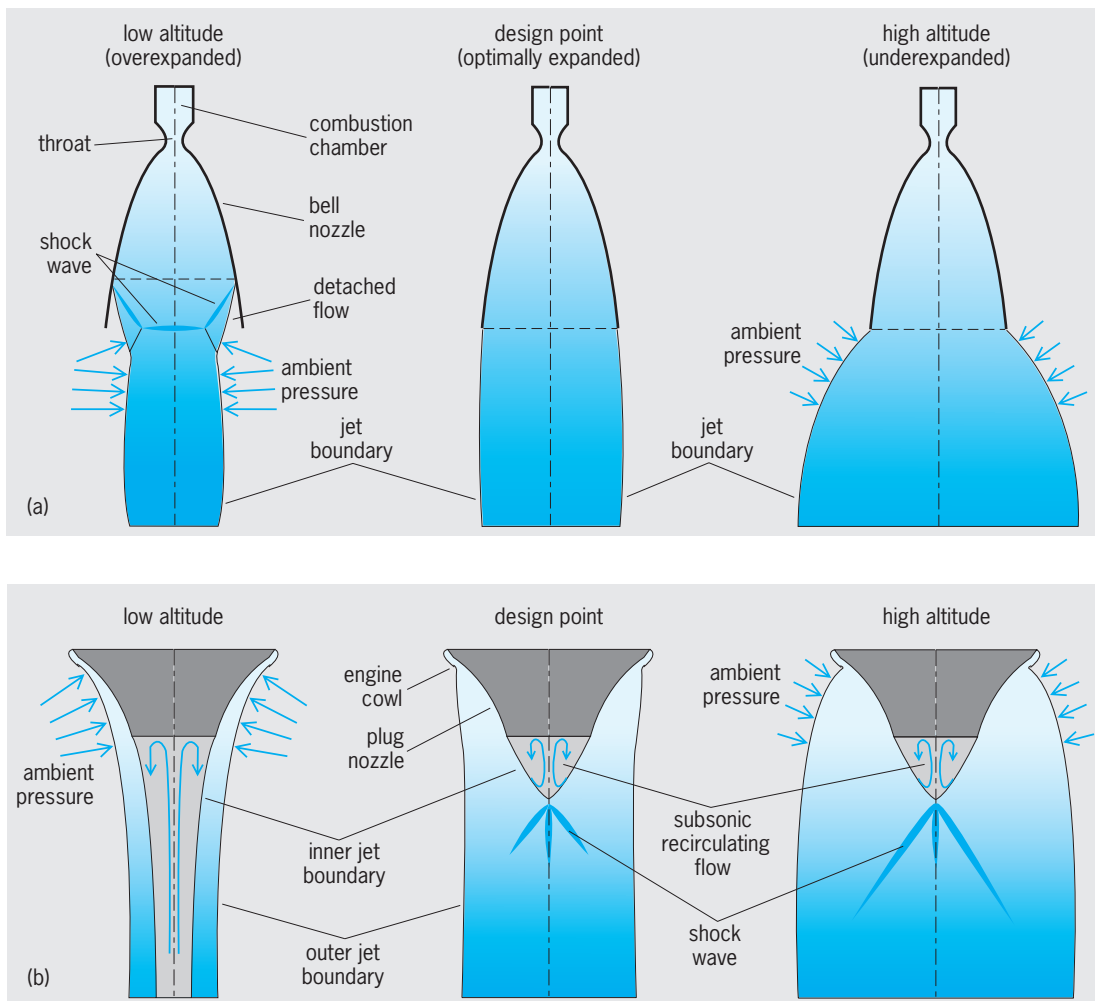 low altitude
(overexpanded)
design point
(optimally expanded)
high altitude
(underexpanded)
throat
combustion
chamber
bell
nozzle
shock
wave
detached
flow
ambient
pressure
ambient
pressure
jet
boundary
jet
boundary
(a)
low altitude
design point
high altitude
engine
cowl
ambient
pressure
plug
nozzle
ambient
pressure
subsonic
recirculating
flow
inner jet
boundary
outer jet
boundary
shock
wave
(b)